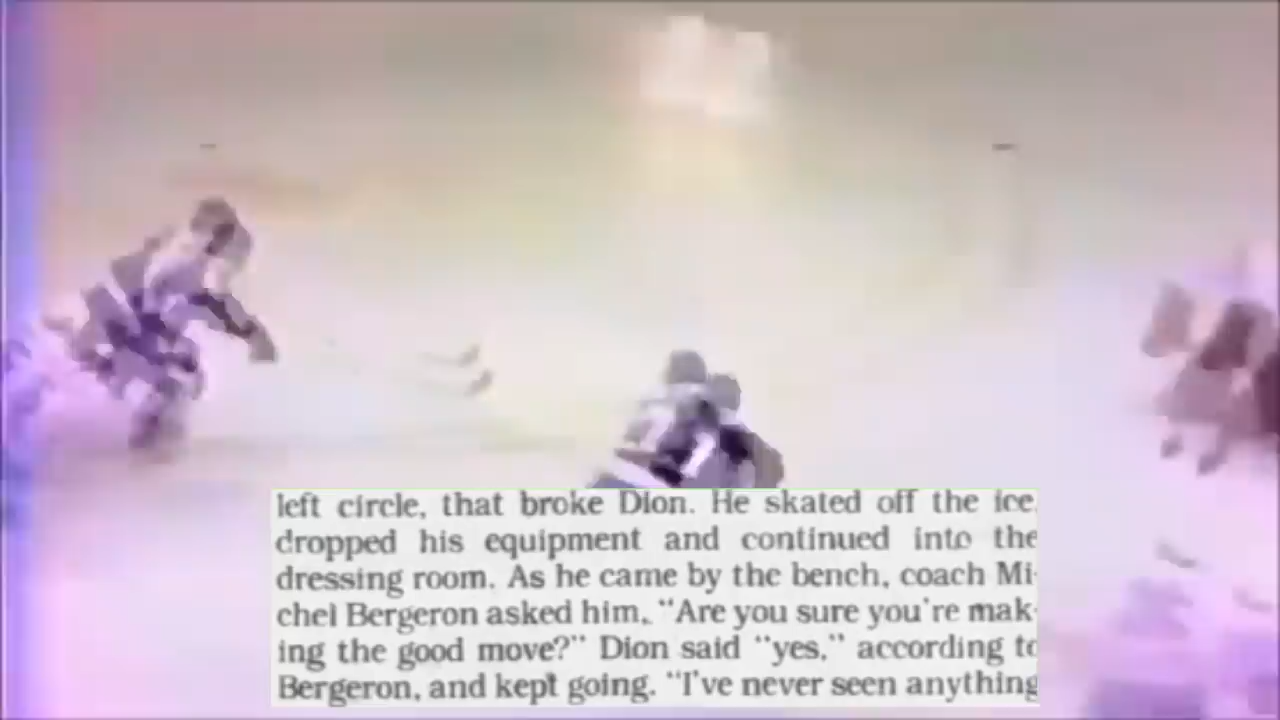 left circle, that broke Dion. He skated off the ice,
dropped his equipment and continued into the
dressing room. As he came by the bench, coach Mi-
chel Bergeron asked him, "Are you sure you're mak-
ing the good move?" Dion said "yes," according to
Bergeron, and kept going. "I've never seen anything